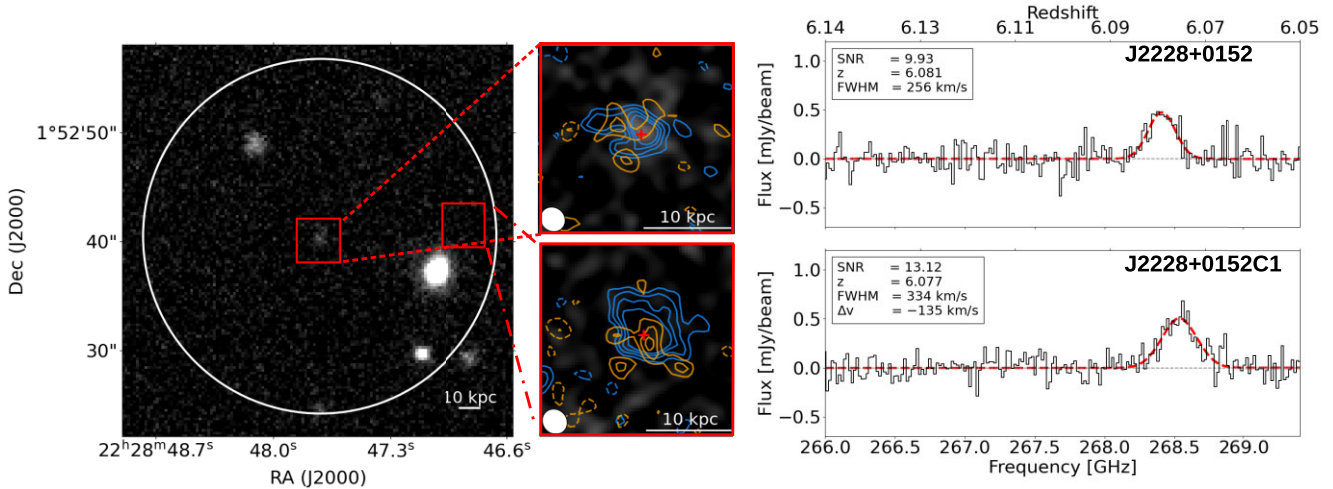 1°52'50"
40"
30"
Dec (J2000)
10 kpc
22ʰ28ᵐ48.7ˢ
48.0ˢ
47.3ˢ
46.6ˢ
RA (J2000)
10 kpc
10 kpc
Redshift
6.14
6.13
6.11
6.09
6.07
6.05
J2228+0152
SNR = 9.93
z = 6.081
FWHM = 256 km/s
1.0
0.5
0.0
−0.5
Flux [mJy/beam]
J2228+0152C1
SNR = 13.12
z = 6.077
FWHM = 334 km/s
Δv = −135 km/s
1.0
0.5
0.0
−0.5
Flux [mJy/beam]
266.0
266.5
267.0
267.5
268.0
268.5
269.0
Frequency [GHz]